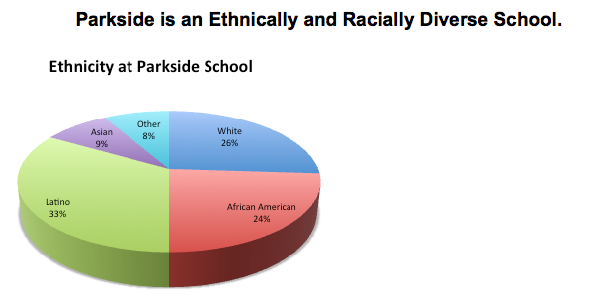 Parkside is an Ethnically and Racially Diverse School.
Ethnicity at Parkside School
Other
8%
Asian
9%
White
26%
Latino
33%
African American
24%